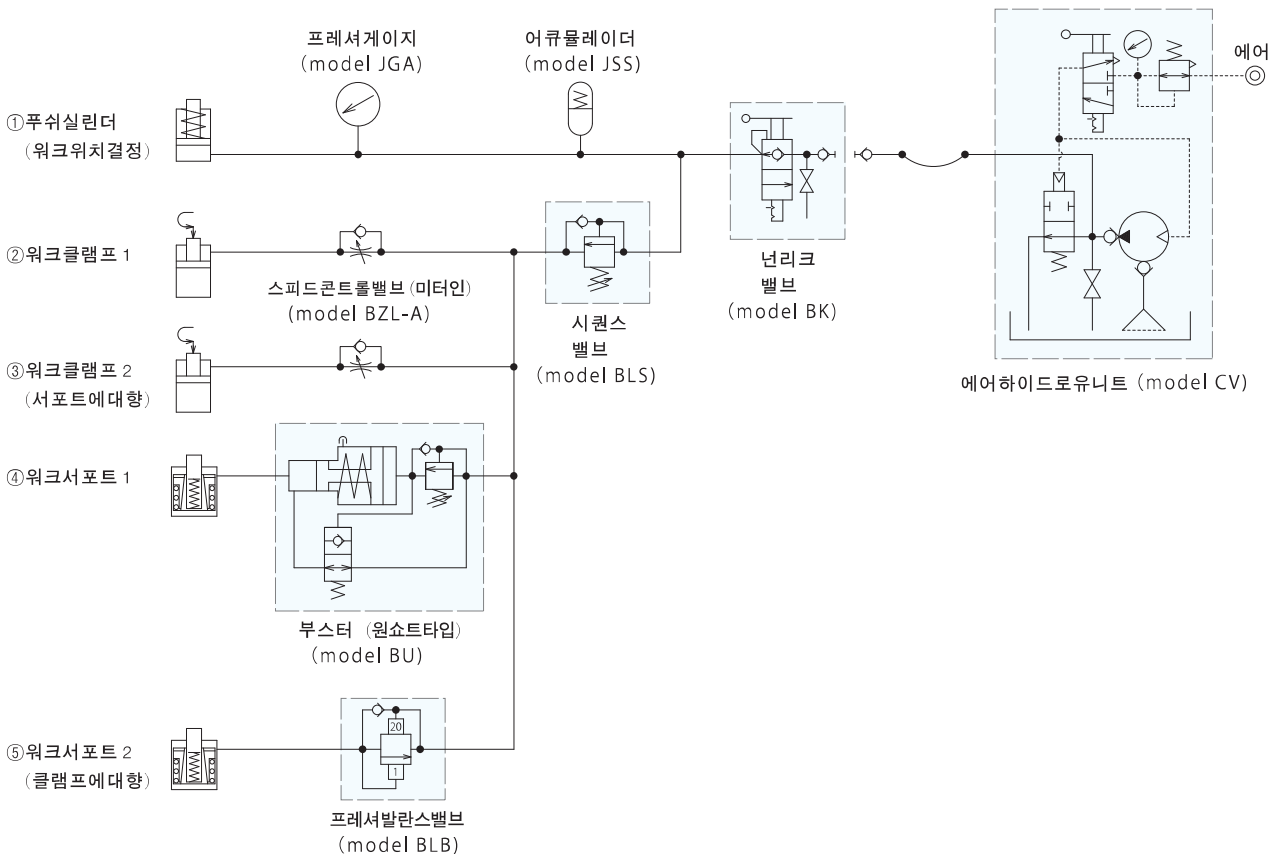 프레셔게이지
(model JGA)
어큐뮬레이더
(model JSS)
에어
①푸쉬실린더
(워크위치결정)
②워크클램프 1
스피드콘트롤밸브 (미터인)
(model BZL-A)
시퀀스
밸브
(model BLS)
넌리크
밸브
(model BK)
에어하이드로유니트 (model CV)
③워크클램프 2
(서포트에대향)
④워크서포트 1
부스터 (원쇼트타입)
(model BU)
⑤워크서포트 2
(클램프에대향)
20
1
프레셔발란스밸브
(model BLB)